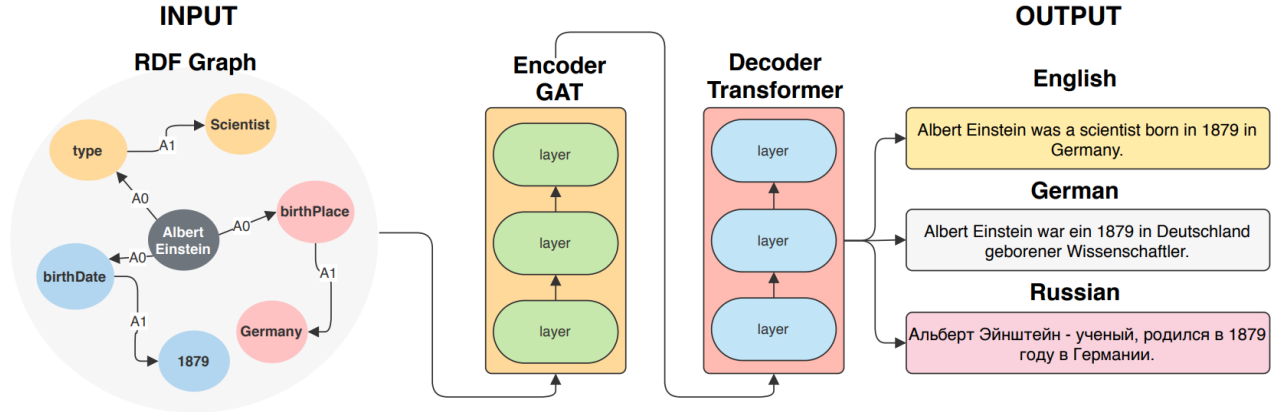 INPUT
RDF Graph
Scientist
type
A1
A0
birthPlace
Albert
Einstein
A0
A0
birthDate
A1
A1
Germany
1879
Encoder
GAT
layer
layer
layer
Decoder
Transformer
layer
layer
layer
OUTPUT
English
Albert Einstein was a scientist born in 1879 in
Germany.
German
Albert Einstein war ein 1879 in Deutschland
geborener Wissenschaftler.
Russian
Альберт Эйнштейн - ученый, родился в 1879
году в Германии.